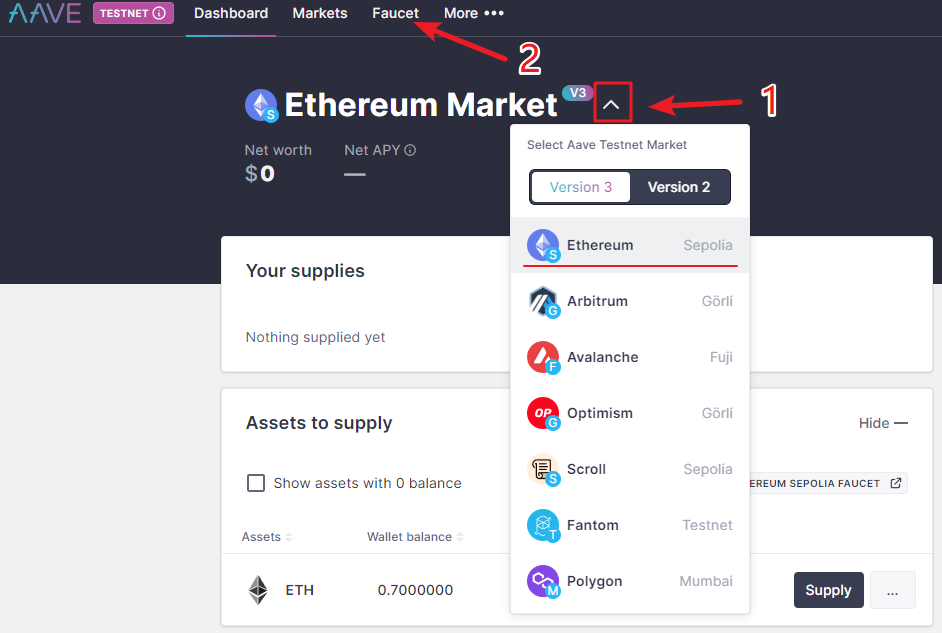 AAVE TESTNET Dashboard Markets Faucet More •••
2
Ethereum Market V3
1
Select Aave Testnet Market
Net worth Net APY
$0 —
Version 3 Version 2
Ethereum Sepolia
Your supplies
Arbitrum Görli
Nothing supplied yet
Avalanche Fuji
Optimism Görli
Assets to supply
Hide —
Scroll Sepolia
Show assets with 0 balance
EREUM SEPOLIA FAUCET
Fantom Testnet
Assets Wallet balance
Polygon Mumbai
ETH 0.7000000
Supply ...